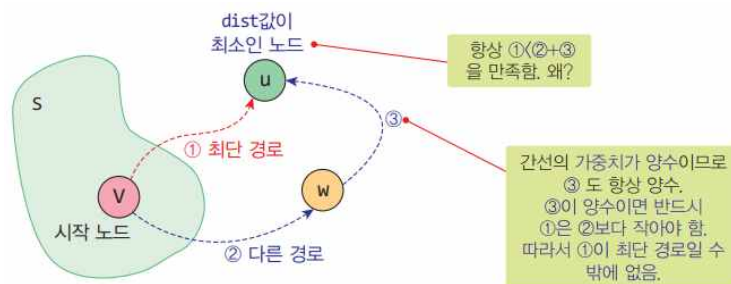 dist값이
최소인 노드
항상 ①<②+③
을 만족함. 왜?
u
S
③
① 최단 경로
간선의 가중치가 양수이므로
③ 도 항상 양수.
③이 양수이면 반드시
①은 ②보다 작아야 함.
따라서 ①이 최단 경로일 수
밖에 없음.
V
w
시작 노드
② 다른 경로